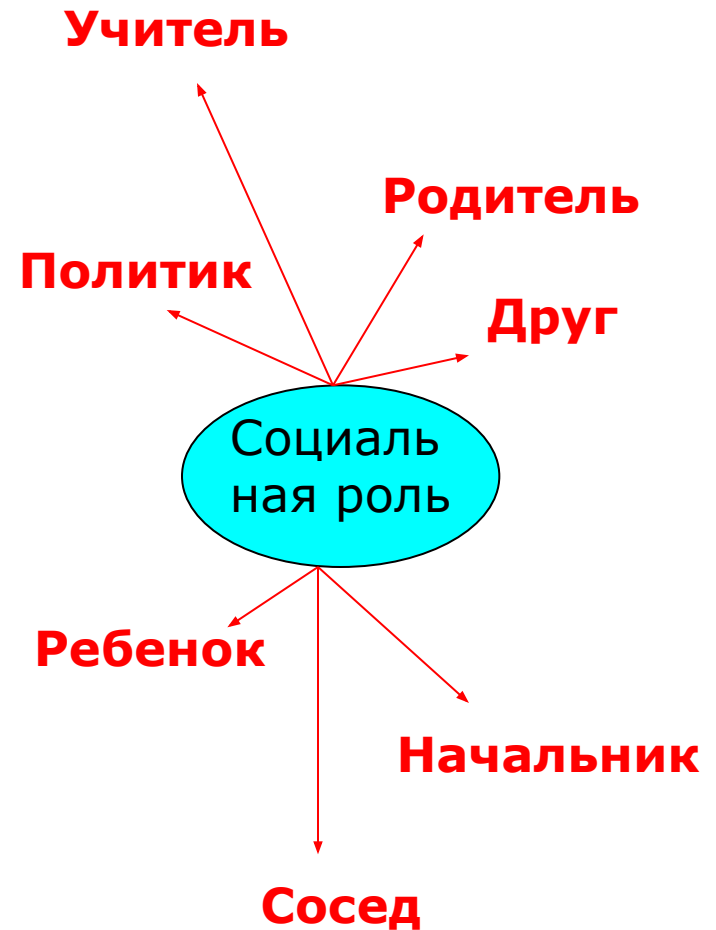 Учитель
Родитель
Политик
Друг
Социаль
ная роль
Ребенок
Начальник
Сосед